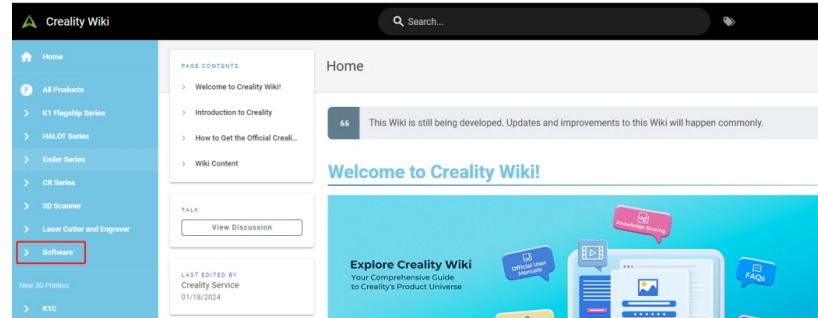 Creality Wiki
Search...
Home
All Products
K1 Flagship Series
HALOT Series
Ender Series
CR Series
3D Scanner
Laser Cutter and Engraver
Software
New 3D Printers
K1C
PAGE CONTENTS
Welcome to Creality Wiki!
Introduction to Creality
How to Get the Official Creali...
Wiki Content
TALK
View Discussion
LAST EDITED BY
Creality Service
01/18/2024
Home
This Wiki is still being developed. Updates and improvements to this Wiki will happen commonly.
Welcome to Creality Wiki!
Explore Creality Wiki
Your Comprehensive Guide
to Creality's Product Universe
Knowledge Sharing
Official User
Manuals
FAQs